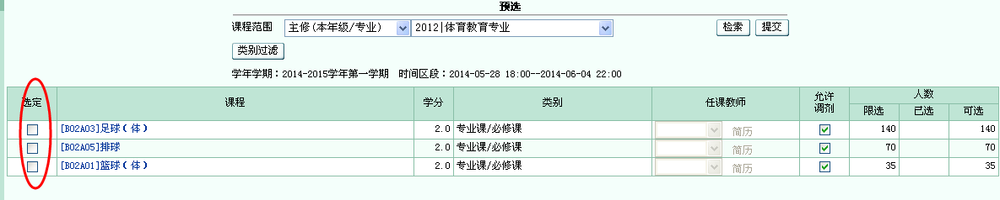 预选
课程范围 主修(本年级/专业) 2012|体育教育专业 检索 提交
类别过滤
学年学期：2014-2015学年第一学期 时间区段：2014-05-28 18:00--2014-06-04 22:00
选定 课程 学分 类别 任课教师 允许调剂 人数
限选 已选 可选
[B02A03]足球(体) 2.0 专业课/必修课 简历 140 140
[B02A05]排球 2.0 专业课/必修课 简历 70 70
[B02A01]篮球(体) 2.0 专业课/必修课 简历 35 35